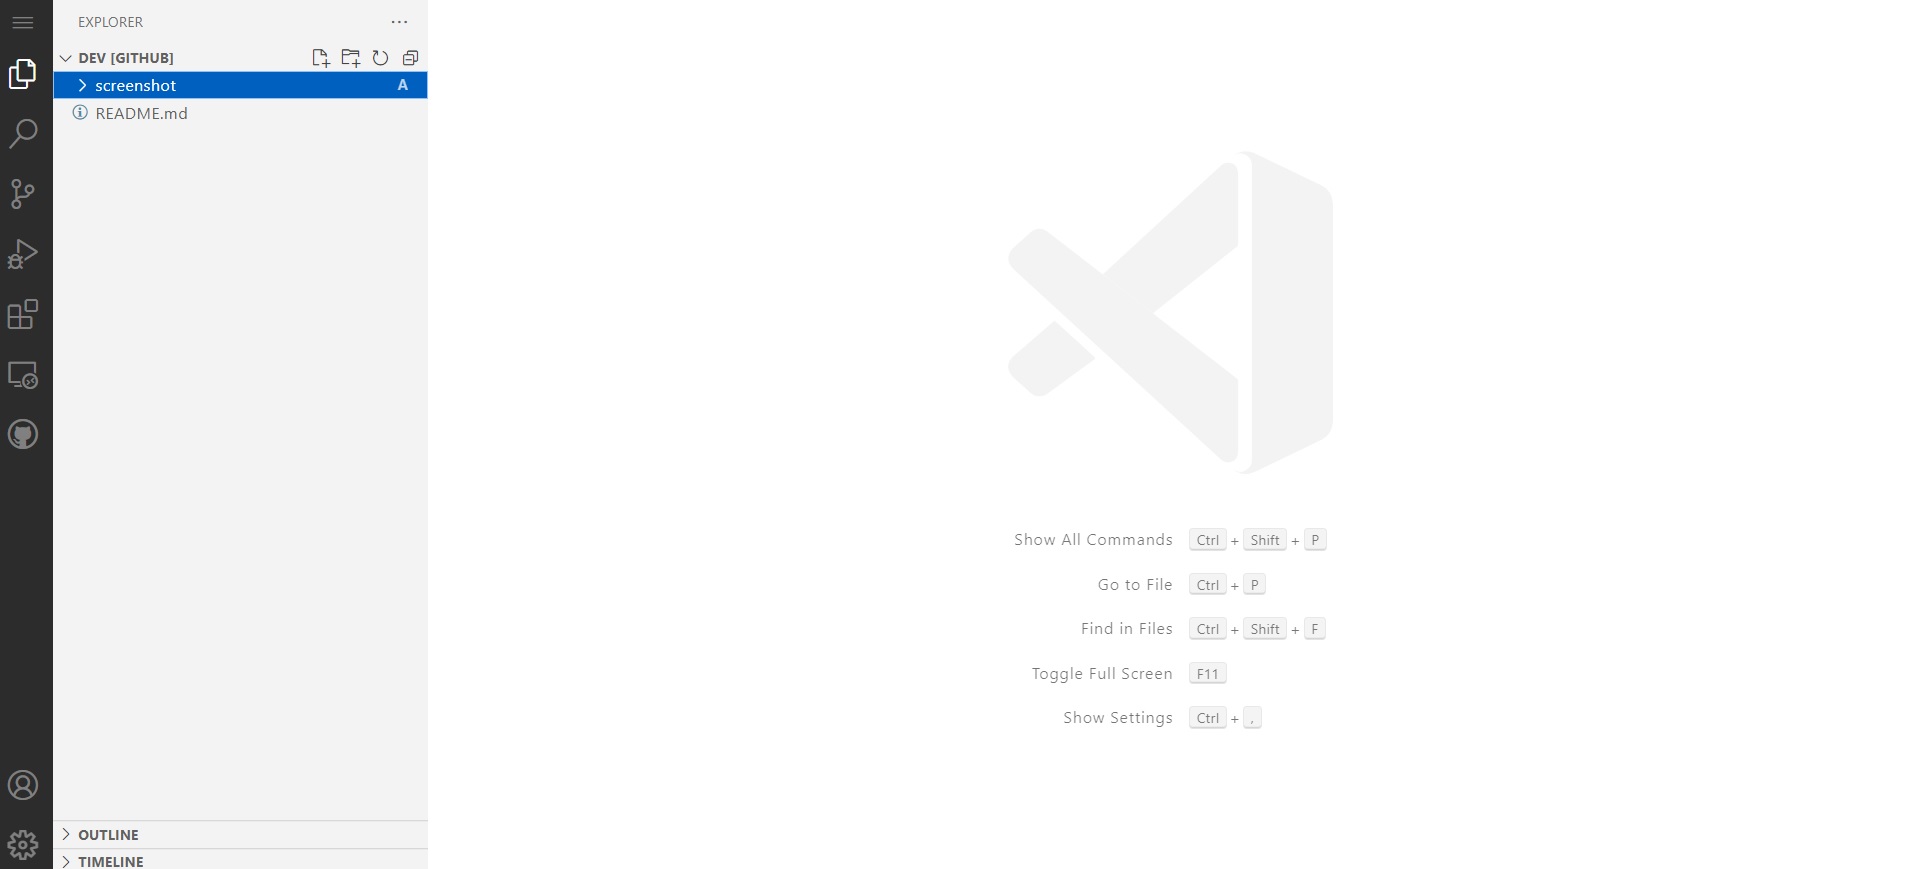 EXPLORER
DEV [GITHUB]
screenshot A
README.md
OUTLINE
TIMELINE
Show All Commands Ctrl + Shift + P
Go to File Ctrl + P
Find in Files Ctrl + Shift + F
Toggle Full Screen F11
Show Settings Ctrl + ,